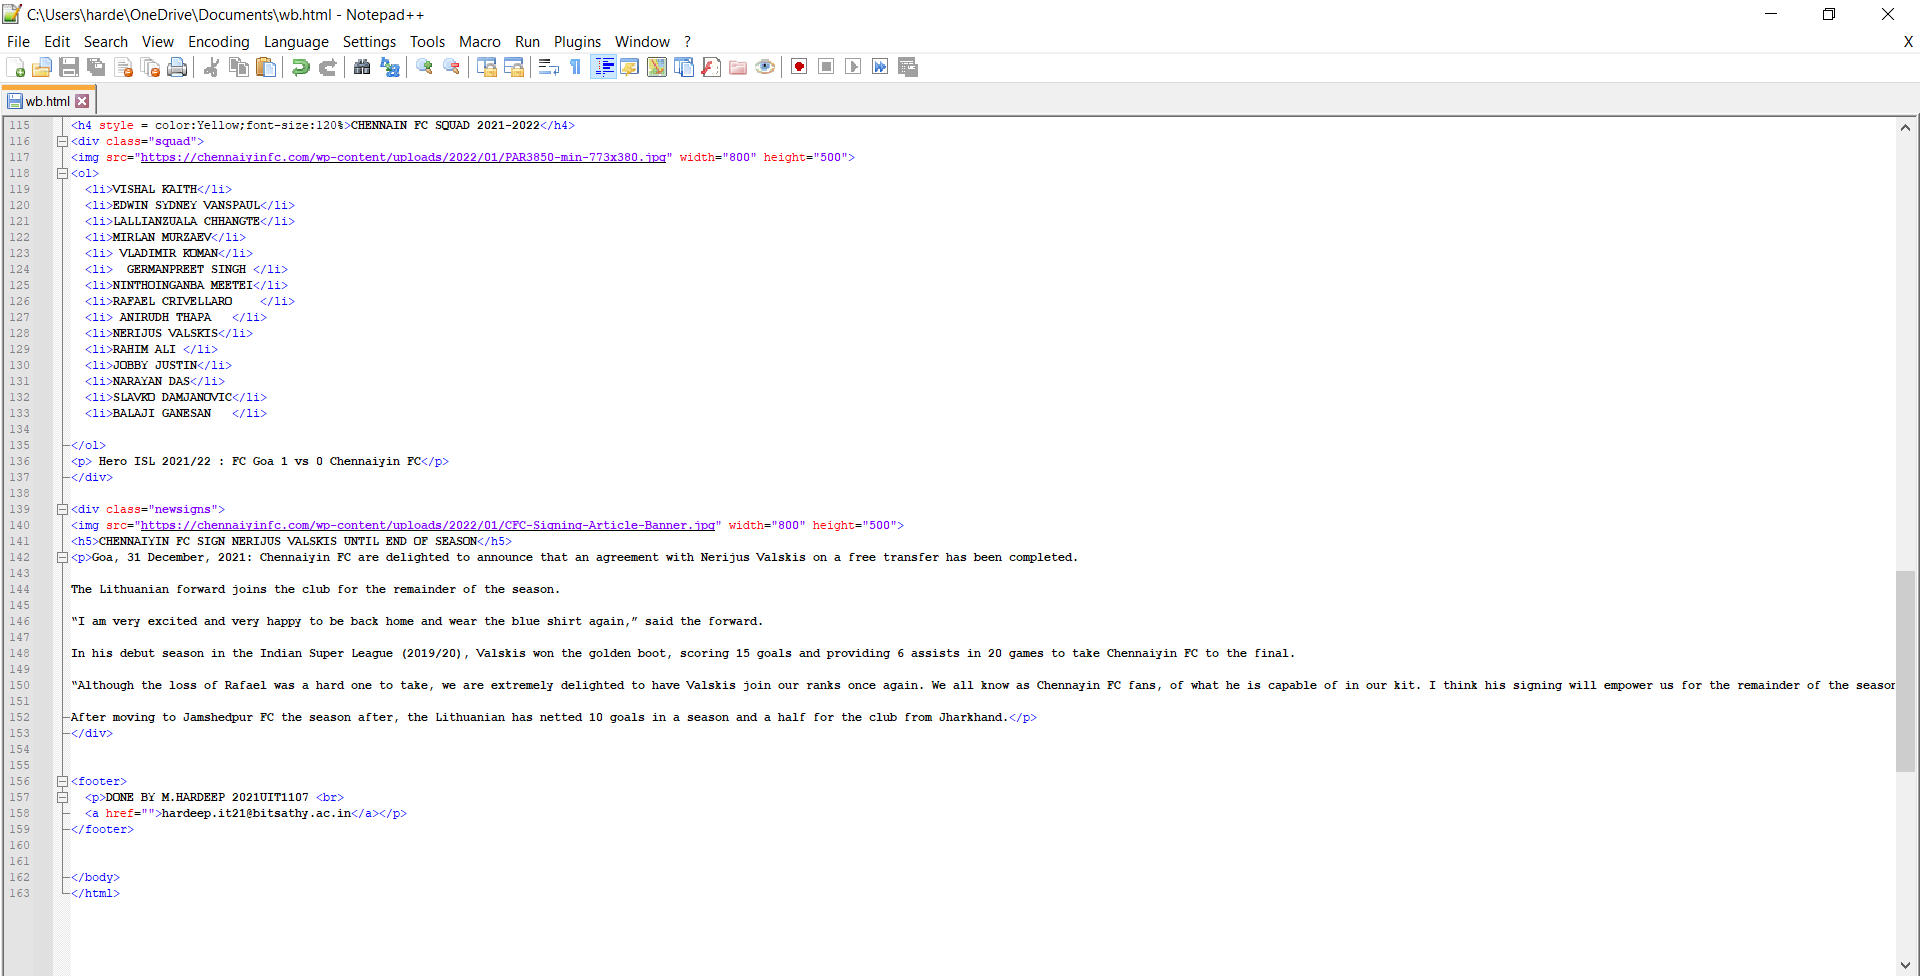 C:\Users\harde\OneDrive\Documents\wb.html - Notepad++
File Edit Search View Encoding Language Settings Tools Macro Run Plugins Window ? X
wb.html
115 <h4 style = color:Yellow;font-size:120%>CHENNAIN FC SQUAD 2021-2022</h4>
116 <div class="squad">
117 <img src="https://chennaiyinfc.com/wp-content/uploads/2022/01/PAR3850-min-773x380.jpg" width="800" height="500">
118 <ol>
119 <li>VISHAL KAITH</li>
120 <li>EDWIN SYDNEY VANSPAUL</li>
121 <li>LALLIANZUALA CHHANGTE</li>
122 <li>MIRLAN MURZAEV</li>
123 <li> VLADIMIR KOMAN</li>
124 <li>  GERMANPREET SINGH </li>
125 <li>NINTHOINGANBA MEETEI</li>
126 <li>RAFAEL CRIVELLARO    </li>
127 <li> ANIRUDH THAPA   </li>
128 <li>NERIJUS VALSKIS</li>
129 <li>RAHIM ALI </li>
130 <li>JOBBY JUSTIN</li>
131 <li>NARAYAN DAS</li>
132 <li>SLAVKO DAMJANOVIC</li>
133 <li>BALAJI GANESAN   </li>
134
135 </ol>
136 <p> Hero ISL 2021/22 : FC Goa 1 vs 0 Chennaiyin FC</p>
137 </div>
138
139 <div class="newsigns">
140 <img src="https://chennaiyinfc.com/wp-content/uploads/2022/01/CFC-Signing-Article-Banner.jpg" width="800" height="500">
141 <h5>CHENNAIYIN FC SIGN NERIJUS VALSKIS UNTIL END OF SEASON</h5>
142 <p>Goa, 31 December, 2021: Chennaiyin FC are delighted to announce that an agreement with Nerijus Valskis on a free transfer has been completed.
143
144 The Lithuanian forward joins the club for the remainder of the season.
145
146 “I am very excited and very happy to be back home and wear the blue shirt again,” said the forward.
147
148 In his debut season in the Indian Super League (2019/20), Valskis won the golden boot, scoring 15 goals and providing 6 assists in 20 games to take Chennaiyin FC to the final.
149
150 “Although the loss of Rafael was a hard one to take, we are extremely delighted to have Valskis join our ranks once again. We all know as Chennayin FC fans, of what he is capable of in our kit. I think his signing will empower us for the remainder of the season
151
152 After moving to Jamshedpur FC the season after, the Lithuanian has netted 10 goals in a season and a half for the club from Jharkhand.</p>
153 </div>
154
155
156 <footer>
157 <p>DONE BY M.HARDEEP 2021UIT1107 <br>
158 <a href="">hardeep.it21@bitsathy.ac.in</a></p>
159 </footer>
160
161
162 </body>
163 </html>